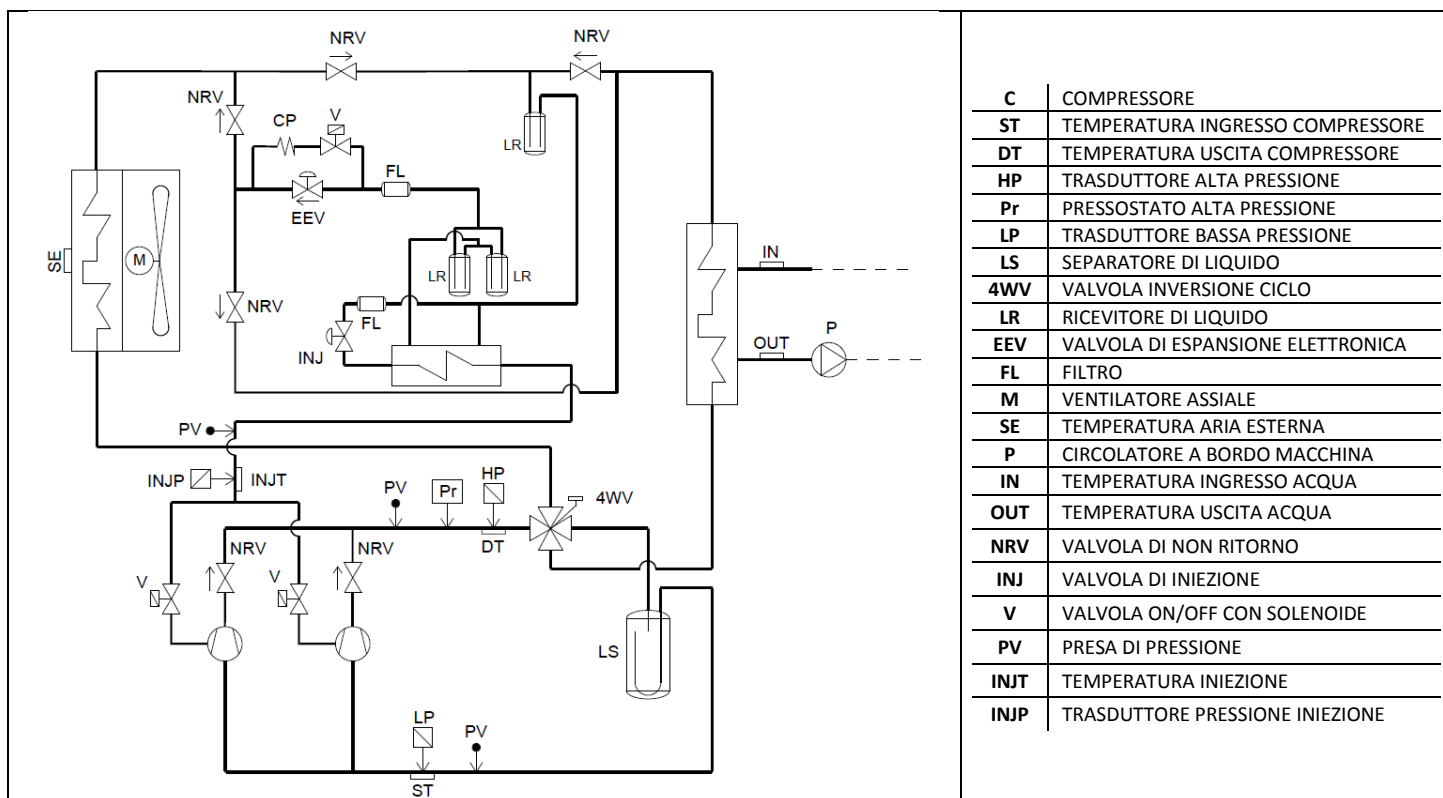 NRV
NRV
NRV
CP
V
LR
FL
EEV
SE
M
LR
LR
IN
NRV
FL
P
OUT
INJ
PV
INJP
INJT
HP
PV
Pr
4WV
DT
NRV
NRV
V
V
LS
LP
PV
ST
C COMPRESSORE
ST TEMPERATURA INGRESSO COMPRESSORE
DT TEMPERATURA USCITA COMPRESSORE
HP TRASDUTTORE ALTA PRESSIONE
Pr PRESSOSTATO ALTA PRESSIONE
LP TRASDUTTORE BASSA PRESSIONE
LS SEPARATORE DI LIQUIDO
4WV VALVOLA INVERSIONE CICLO
LR RICEVITORE DI LIQUIDO
EEV VALVOLA DI ESPANSIONE ELETTRONICA
FL FILTRO
M VENTILATORE ASSIALE
SE TEMPERATURA ARIA ESTERNA
P CIRCOLATORE A BORDO MACCHINA
IN TEMPERATURA INGRESSO ACQUA
OUT TEMPERATURA USCITA ACQUA
NRV VALVOLA DI NON RITORNO
INJ VALVOLA DI INIEZIONE
V VALVOLA ON/OFF CON SOLENOIDE
PV PRESA DI PRESSIONE
INJT TEMPERATURA INIEZIONE
INJP TRASDUTTORE PRESSIONE INIEZIONE